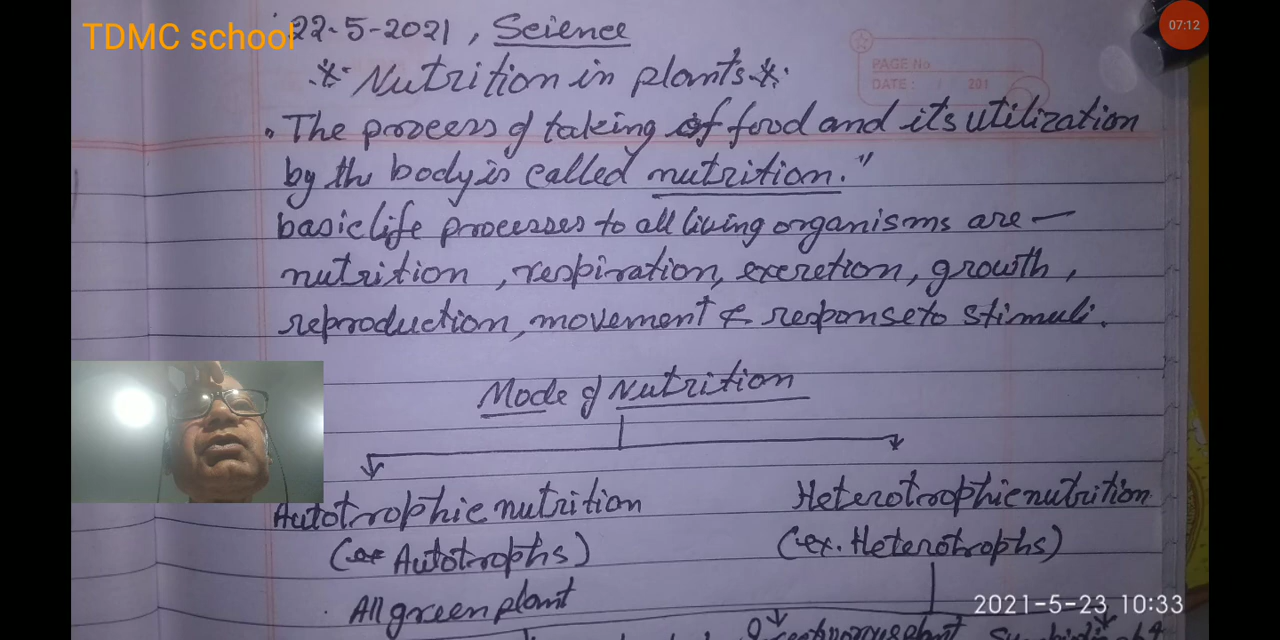 TDMC school
07:12
22-5-2021, Science
* Nutrition in plants *
PAGE No
DATE : / 201
"The process of taking of food and its utilization
by the body is called nutrition."
basic life processes to all living organisms are —
nutrition, respiration, excretion, growth,
reproduction, movement & response to stimuli.
Mode of Nutrition
Autotrophic nutrition
Heterotrophic nutrition
(ex Autotrophs)
(ex. Heterotrophs)
All green plant
2021-5-23 10:33
plant